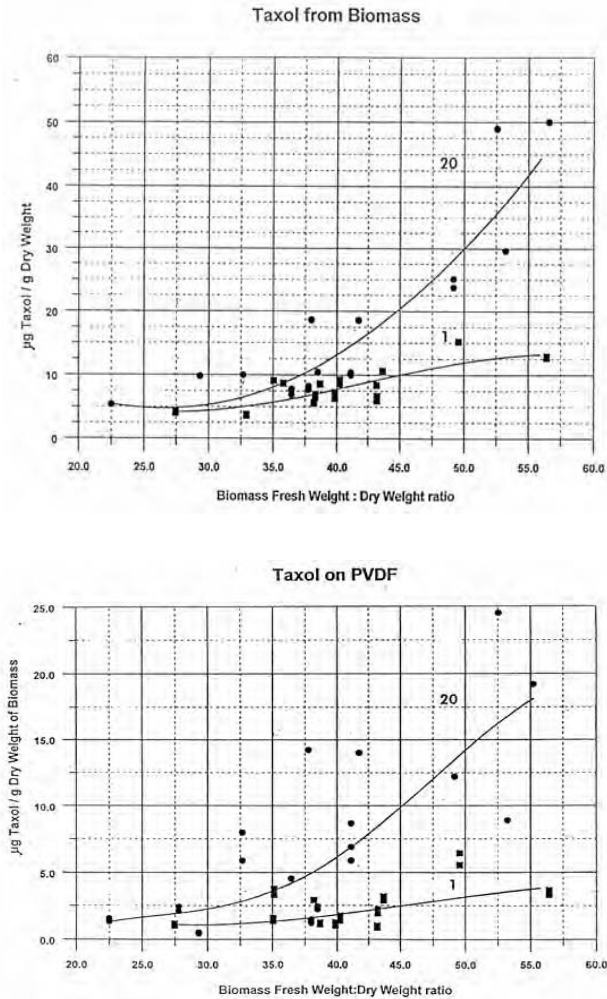 Taxol from Biomass
60
50
40
30
20
10
0
µg Taxol / g Dry Weight
20
1
20.0 25.0 30.0 35.0 40.0 45.0 50.0 55.0 60.0
Biomass Fresh Weight : Dry Weight ratio
Taxol on PVDF
25.0
20.0
15.0
10.0
5.0
0.0
µg Taxol / g Dry Weight of Biomass
20
1
20.0 25.0 30.0 35.0 40.0 45.0 50.0 55.0 60.0
Biomass Fresh Weight:Dry Weight ratio